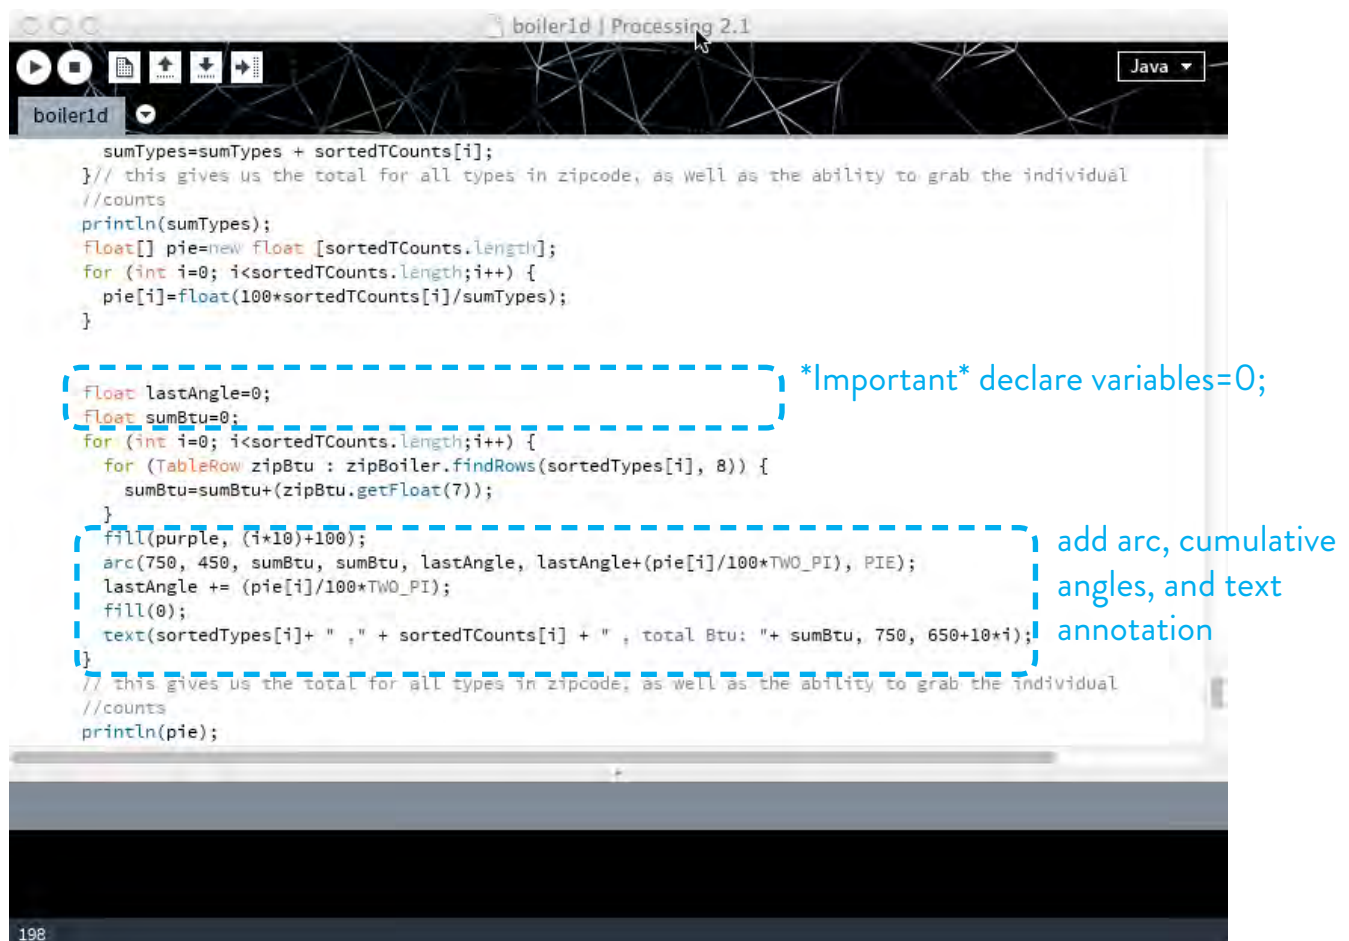 boiler1d | Processing 2.1
Java
boiler1d
sumTypes=sumTypes + sortedTCounts[i];
}// this gives us the total for all types in zipcode, as well as the ability to grab the individual
//counts
println(sumTypes);
float[] pie=new float [sortedTCounts.length];
for (int i=0; i<sortedTCounts.length;i++) {
pie[i]=float(100*sortedTCounts[i]/sumTypes);
}
float lastAngle=0;
float sumBtu=0;
*Important* declare variables=0;
for (int i=0; i<sortedTCounts.length;i++) {
for (TableRow zipBtu : zipBoiler.findRows(sortedTypes[i], 8)) {
sumBtu=sumBtu+(zipBtu.getFloat(7));
}
fill(purple, (i*10)+100);
arc(750, 450, sumBtu, sumBtu, lastAngle, lastAngle+(pie[i]/100*TWO_PI), PIE);
lastAngle += (pie[i]/100*TWO_PI);
fill(0);
text(sortedTypes[i]+ " ," + sortedTCounts[i] + " , total Btu: "+ sumBtu, 750, 650+10*i);
}
add arc, cumulative
angles, and text
annotation
// this gives us the total for all types in zipcode, as well as the ability to grab the individual
//counts
println(pie);
198